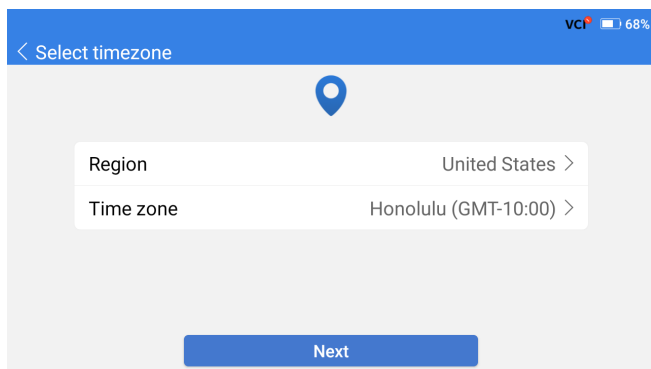 VCI 68%
Select timezone
Region United States
Time zone Honolulu (GMT-10:00)
Next